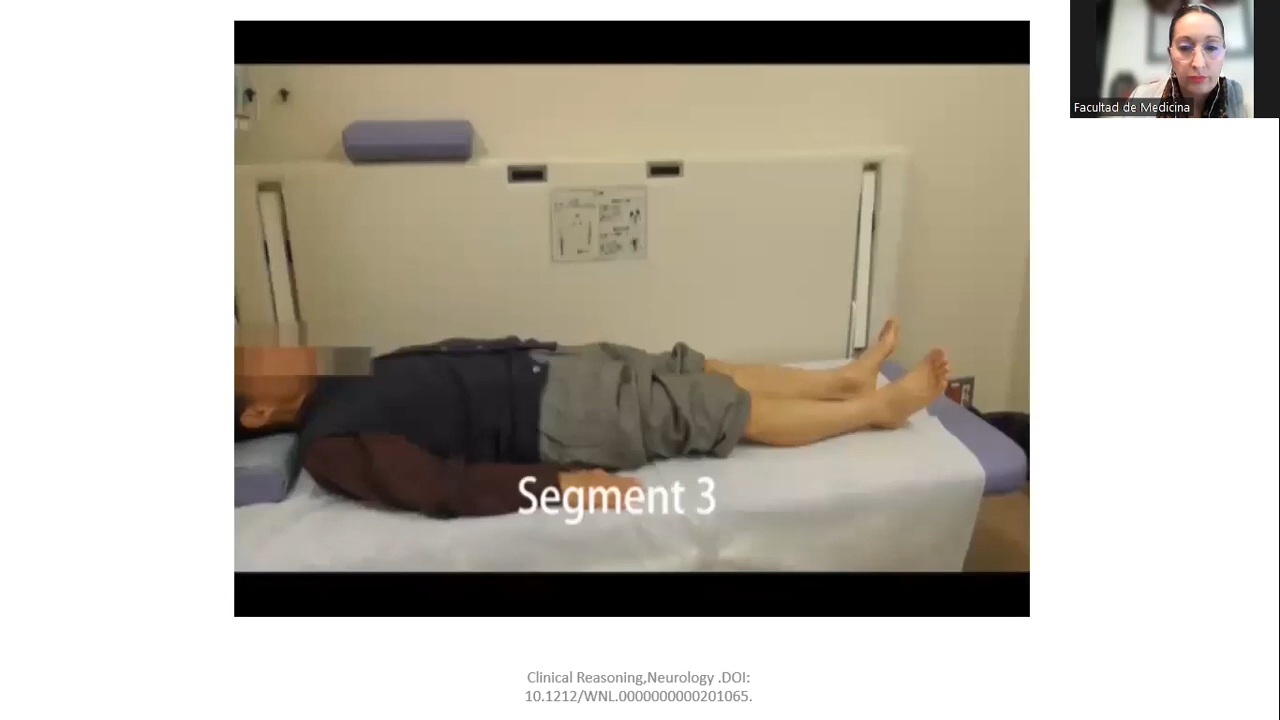 Facultad de Medicina
Segment 3
Clinical Reasoning,Neurology .DOI:
10.1212/WNL.0000000000201065.